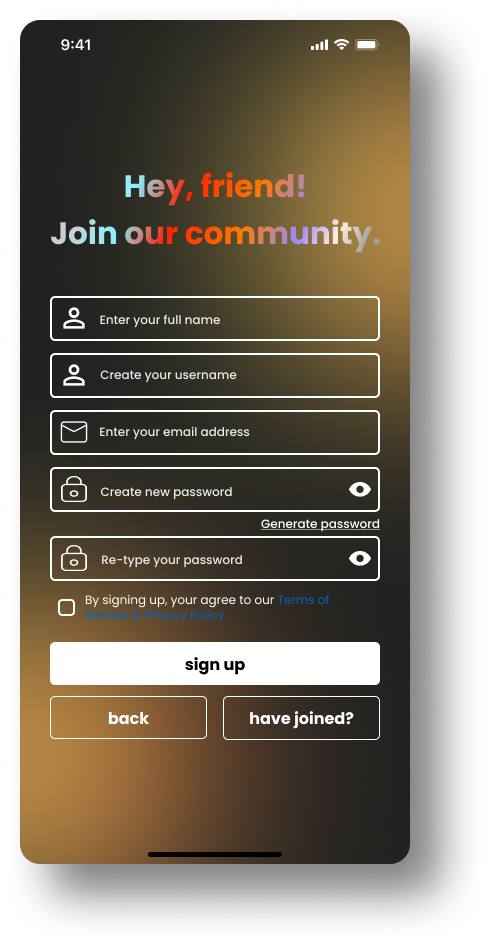 9:41
Hey, friend!
Join our community.
Enter your full name
Create your username
Enter your email address
Create new password
Generate password
Re-type your password
By signing up, your agree to our Terms of
Service & Privacy Policy
sign up
back
have joined?